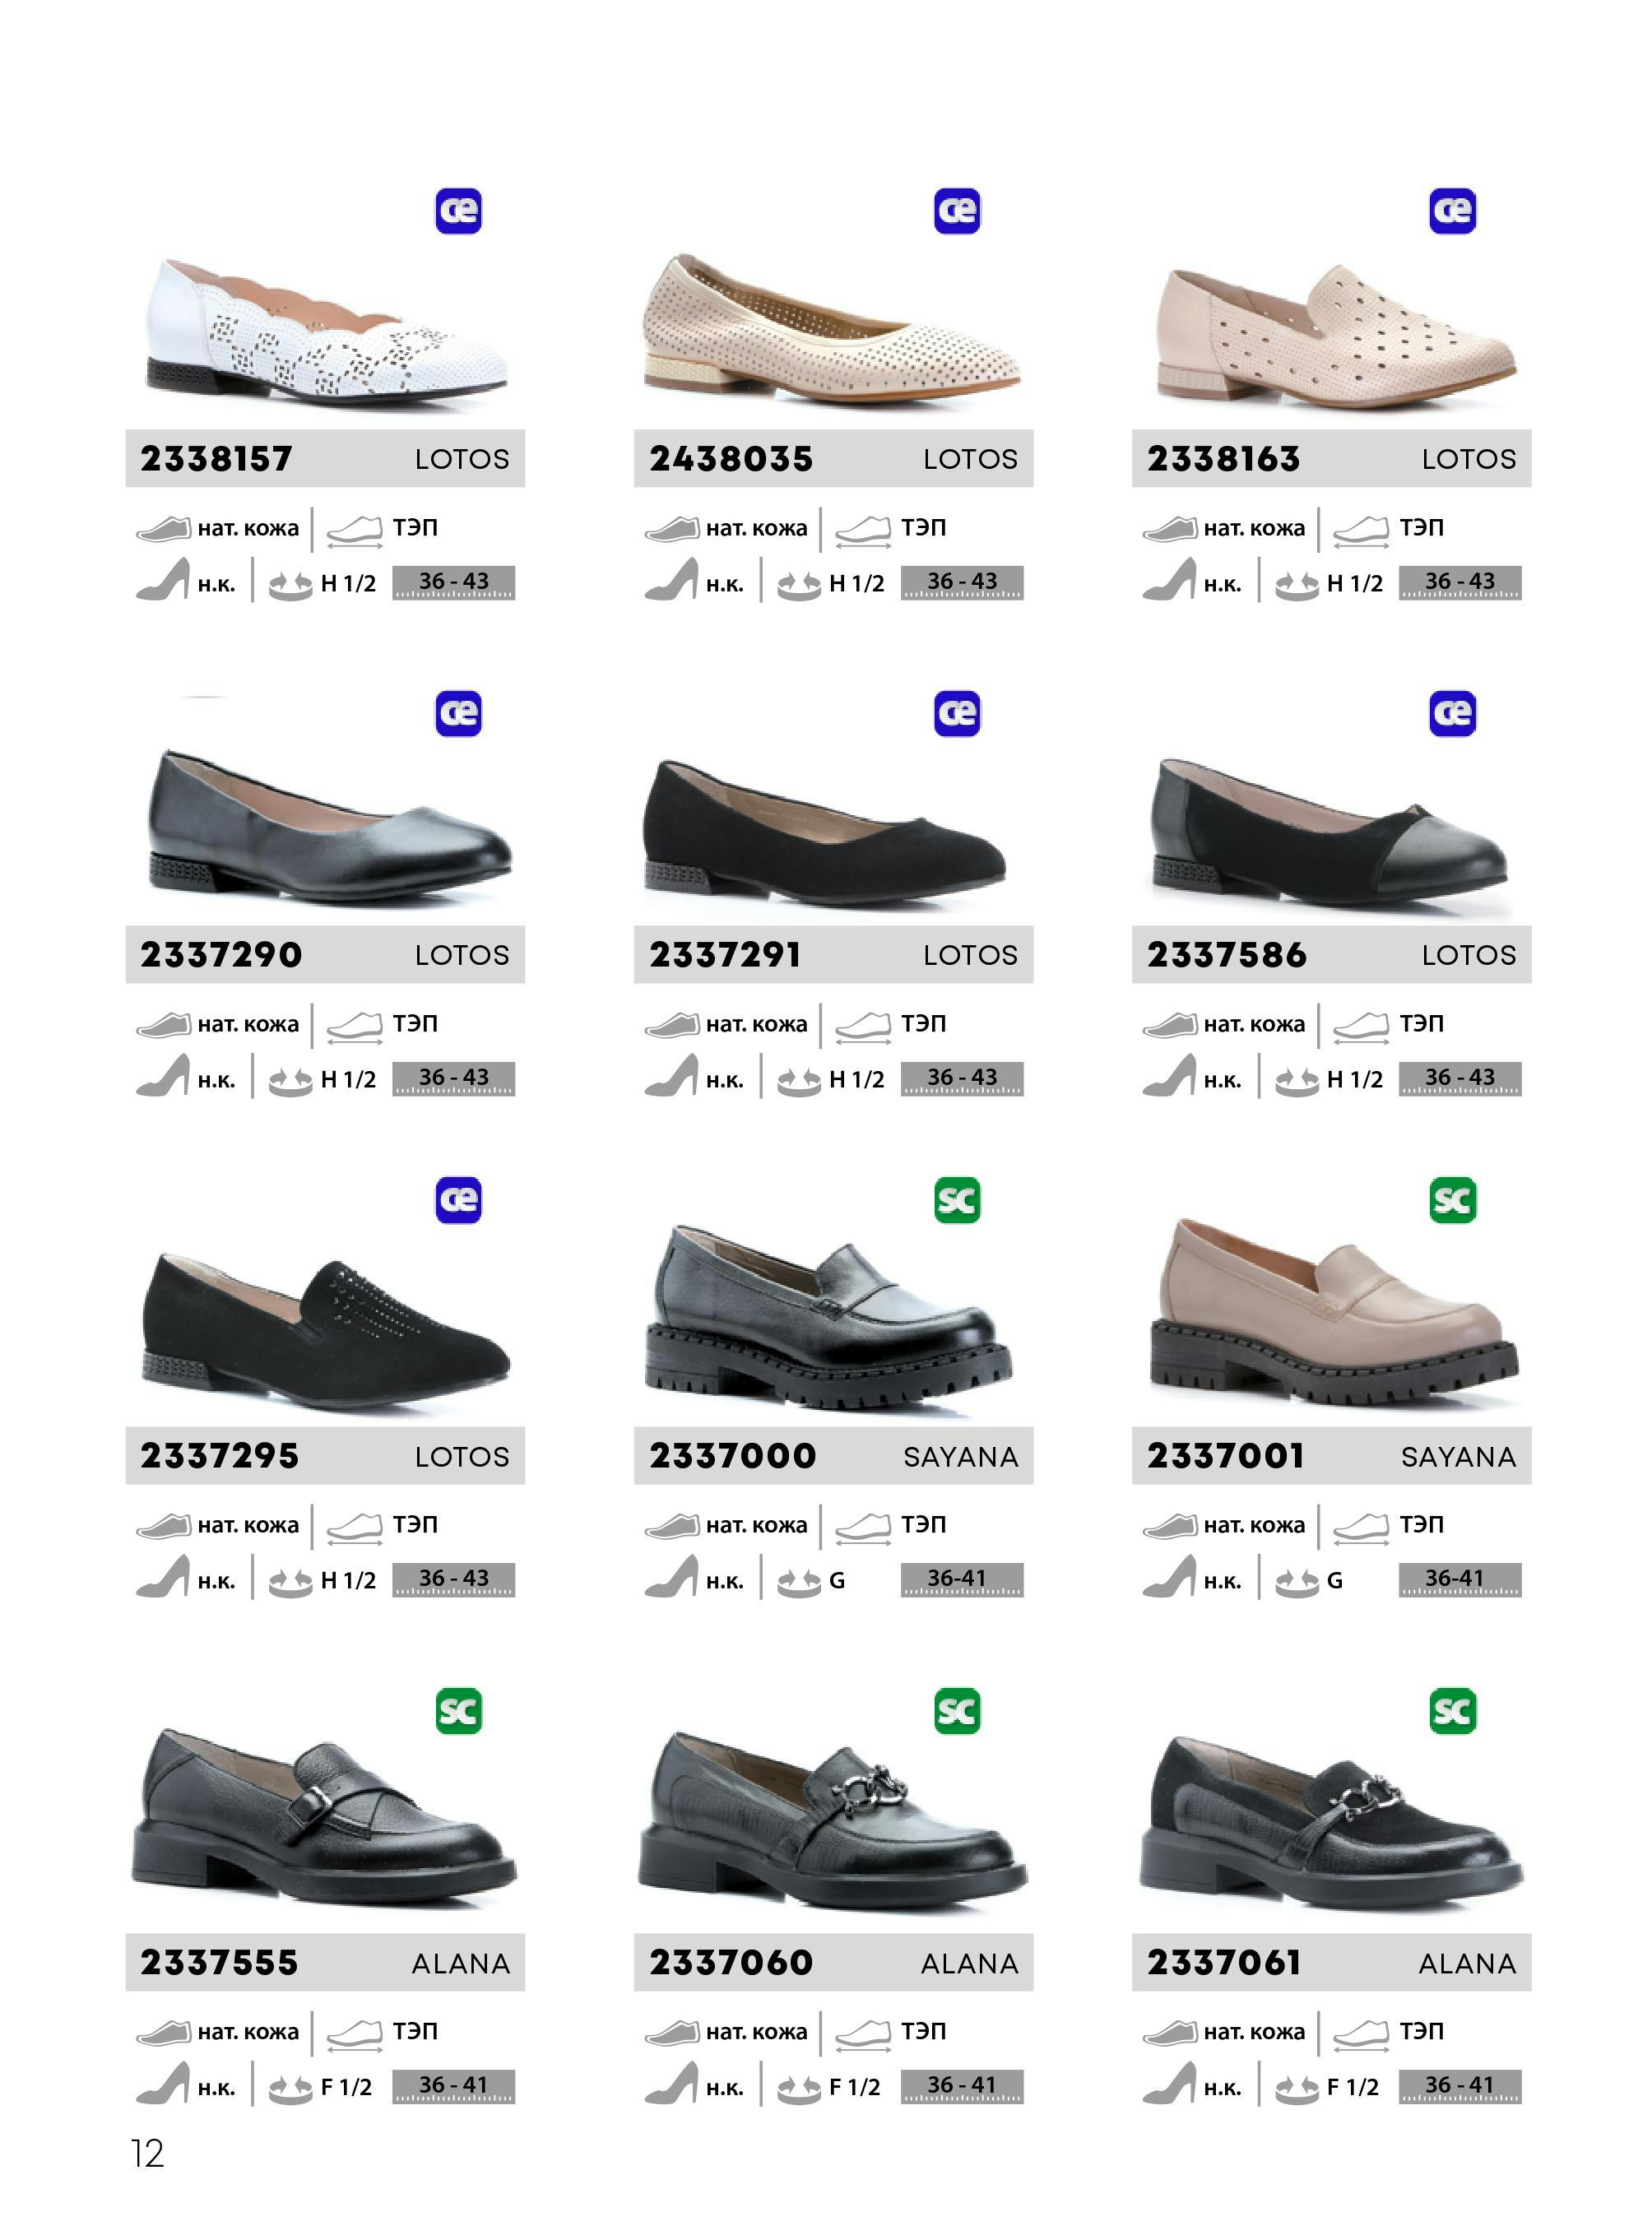 ce ce ce
2338157 LOTOS 2438035 LOTOS 2338163 LOTOS
нат. кожа ТЭП нат. кожа ТЭП нат. кожа ТЭП
н.к. H 1/2 36 - 43 н.к. H 1/2 36 - 43 н.к. H 1/2 36 - 43
ce ce ce
2337290 LOTOS 2337291 LOTOS 2337586 LOTOS
нат. кожа ТЭП нат. кожа ТЭП нат. кожа ТЭП
н.к. H 1/2 36 - 43 н.к. H 1/2 36 - 43 н.к. H 1/2 36 - 43
ce sc sc
2337295 LOTOS 2337000 SAYANA 2337001 SAYANA
нат. кожа ТЭП нат. кожа ТЭП нат. кожа ТЭП
н.к. H 1/2 36 - 43 н.к. G 36-41 н.к. G 36-41
sc sc sc
2337555 ALANA 2337060 ALANA 2337061 ALANA
нат. кожа ТЭП нат. кожа ТЭП нат. кожа ТЭП
н.к. F 1/2 36 - 41 н.к. F 1/2 36 - 41 н.к. F 1/2 36 - 41
12